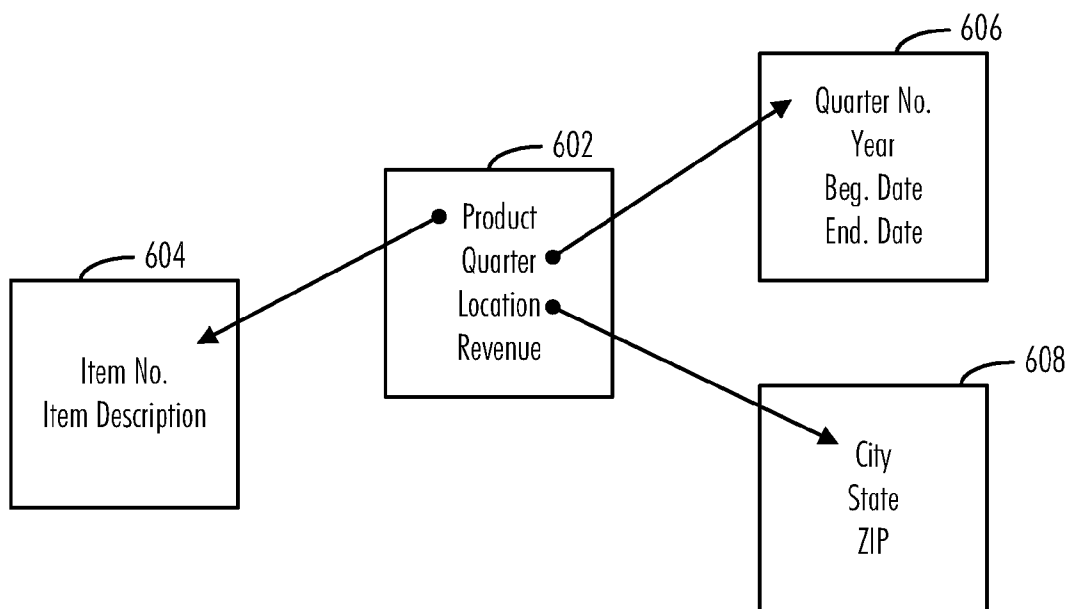 606
Quarter No.
Year
Beg. Date
End. Date
602
Product
Quarter
Location
Revenue
604
Item No.
Item Description
608
City
State
ZIP